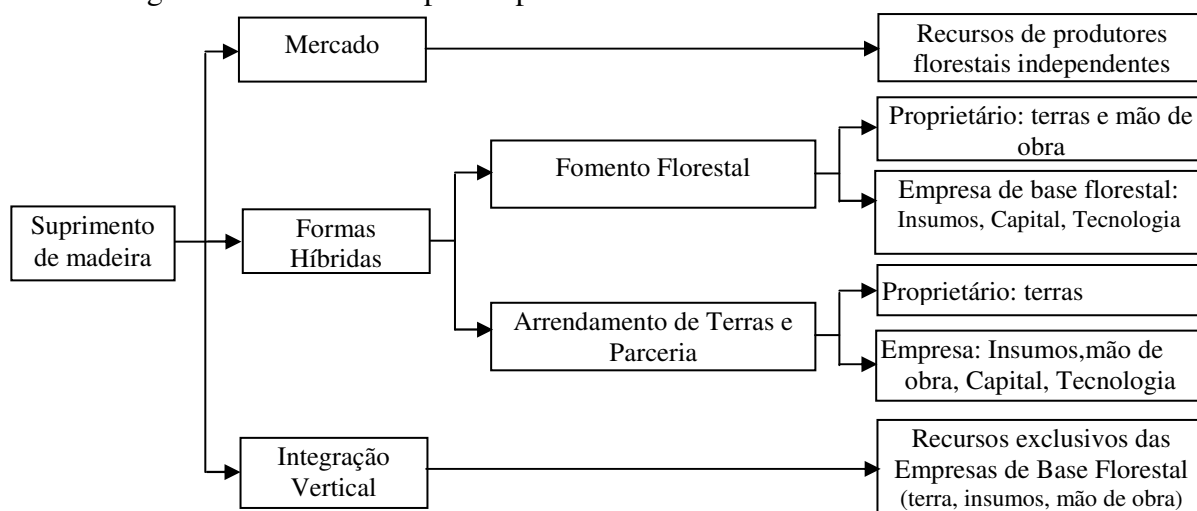 Mercado
Recursos de produtores
florestais independentes
Suprimento
de madeira
Formas
Híbridas
Fomento Florestal
Proprietário: terras e mão de
obra
Empresa de base florestal:
Insumos, Capital, Tecnologia
Arrendamento de Terras e
Parceria
Proprietário: terras
Empresa: Insumos,mão de
obra, Capital, Tecnologia
Integração
Vertical
Recursos exclusivos das
Empresas de Base Florestal
(terra, insumos, mão de obra)